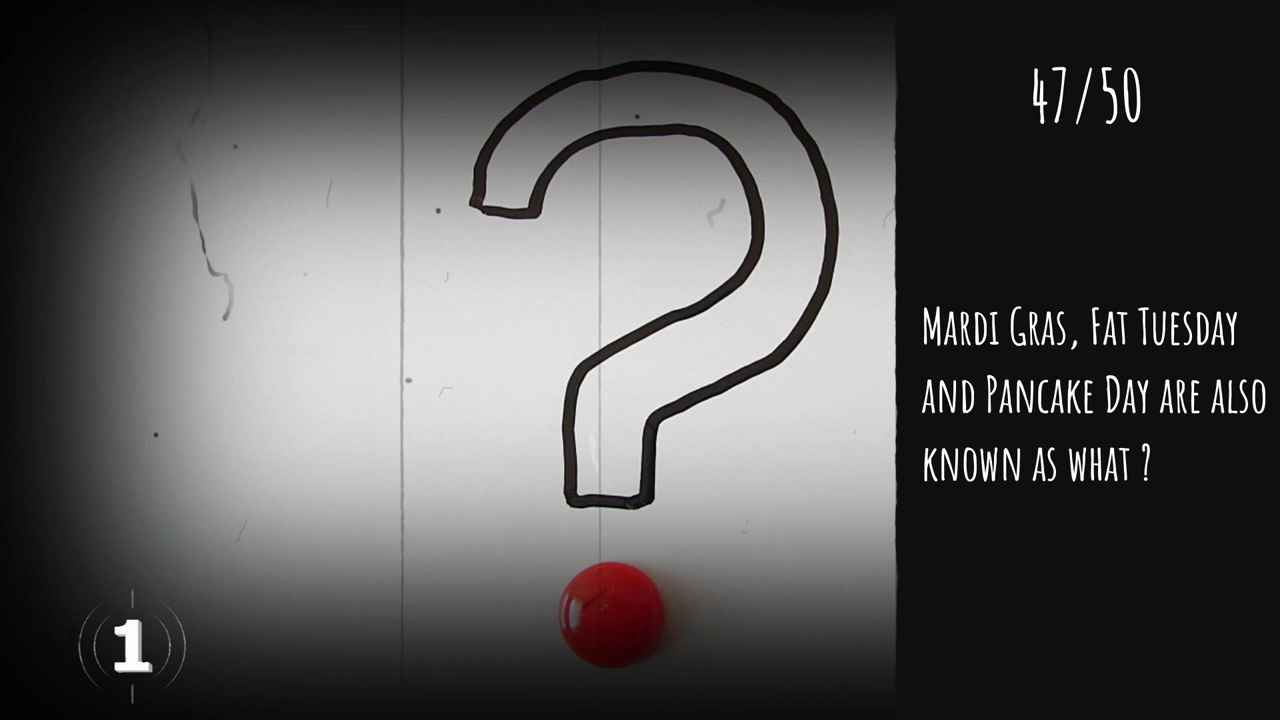 47/50
Mardi Gras, Fat Tuesday
and Pancake Day are also
known as what ?
1